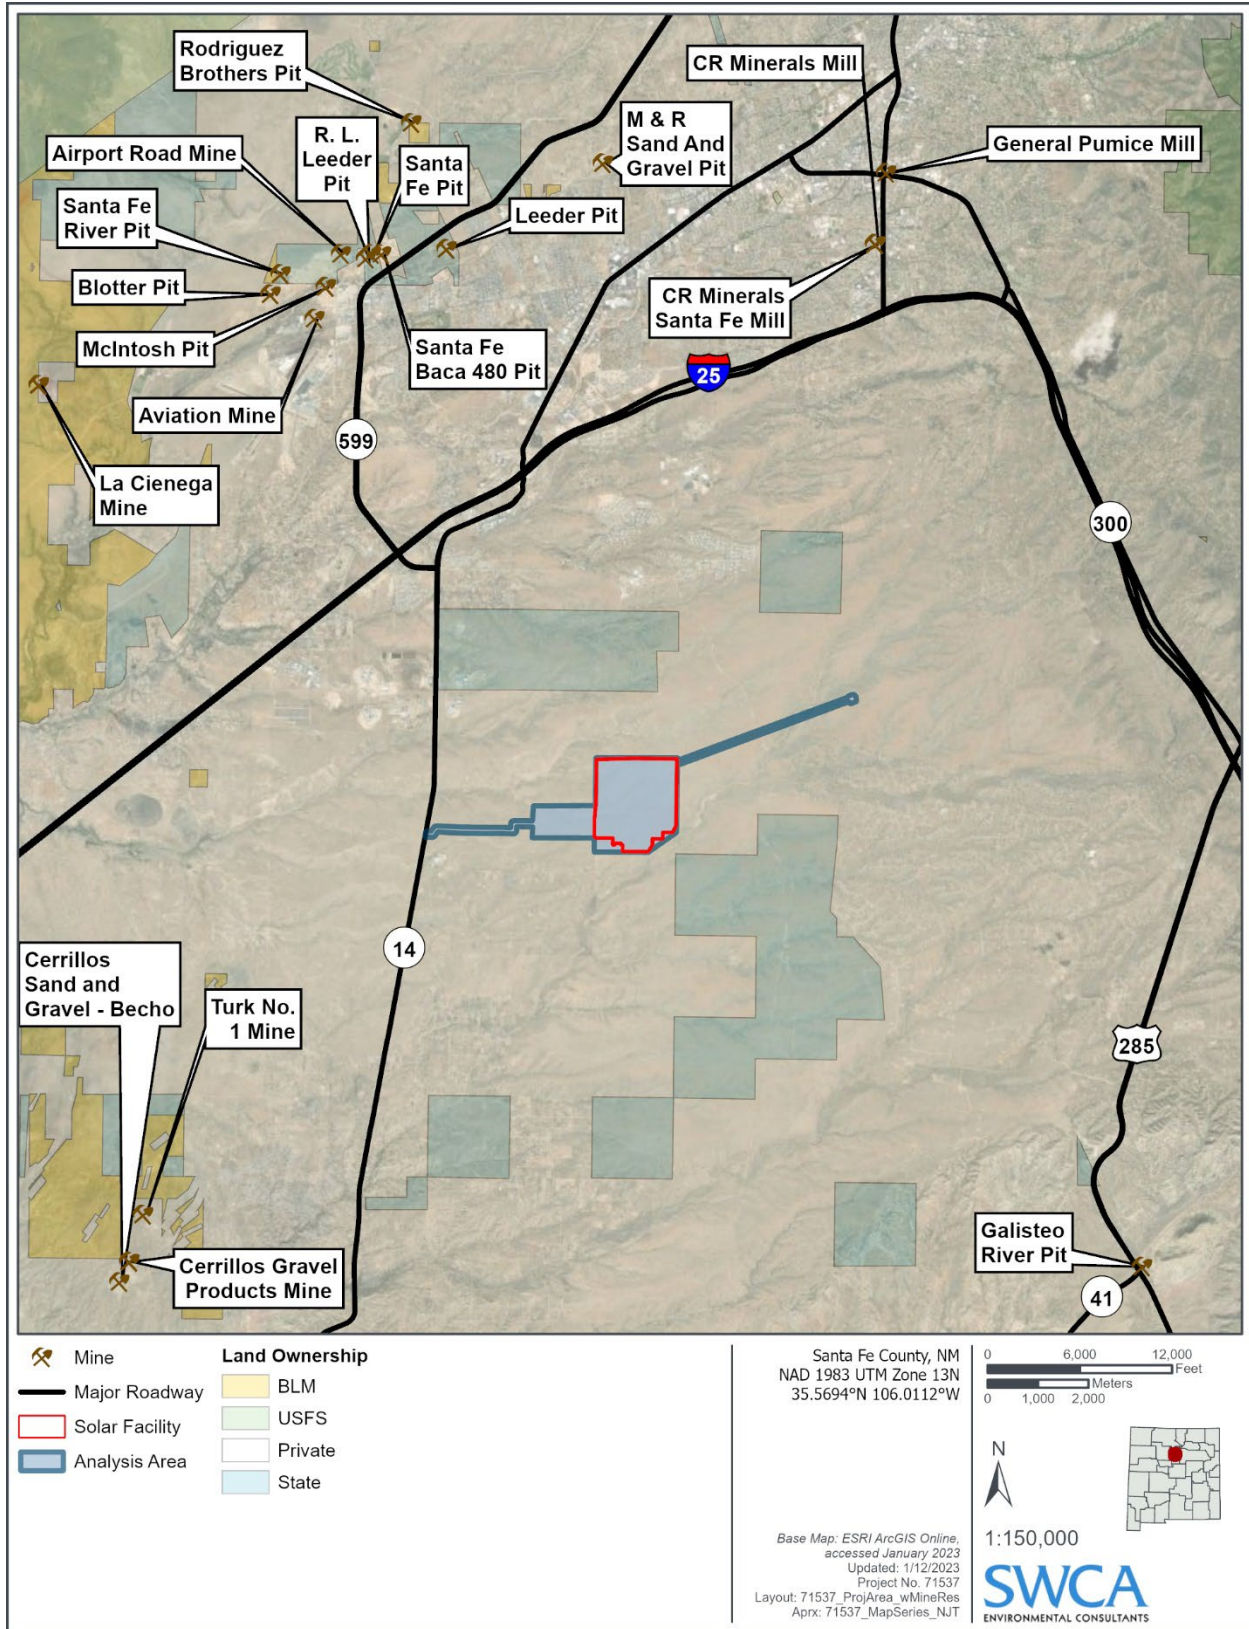 Rodriguez
Brothers Pit
CR Minerals Mill
M & R
Sand And
Gravel Pit
General Pumice Mill
Airport Road Mine
R. L.
Leeder
Pit
Santa
Fe Pit
Santa Fe
River Pit
Leeder Pit
Blotter Pit
CR Minerals
Santa Fe Mill
McIntosh Pit
Santa Fe
Baca 480 Pit
25
Aviation Mine
599
La Cienega
Mine
300
14
Cerrillos
Sand and
Gravel - Becho
Turk No.
1 Mine
285
Galisteo
River Pit
Cerrillos Gravel
Products Mine
41
Mine
Major Roadway
Solar Facility
Analysis Area
Land Ownership
BLM
USFS
Private
State
Santa Fe County, NM
NAD 1983 UTM Zone 13N
35.5694°N 106.0112°W
Base Map: ESRI ArcGIS Online,
accessed January 2023
Updated: 1/12/2023
Project No. 71537
Layout: 71537_ProjArea_wMineRes
Aprx: 71537_MapSeries_NJT
0 6,000 12,000
Feet
Meters
0 1,000 2,000
N
1:150,000
SWCA
ENVIRONMENTAL CONSULTANTS